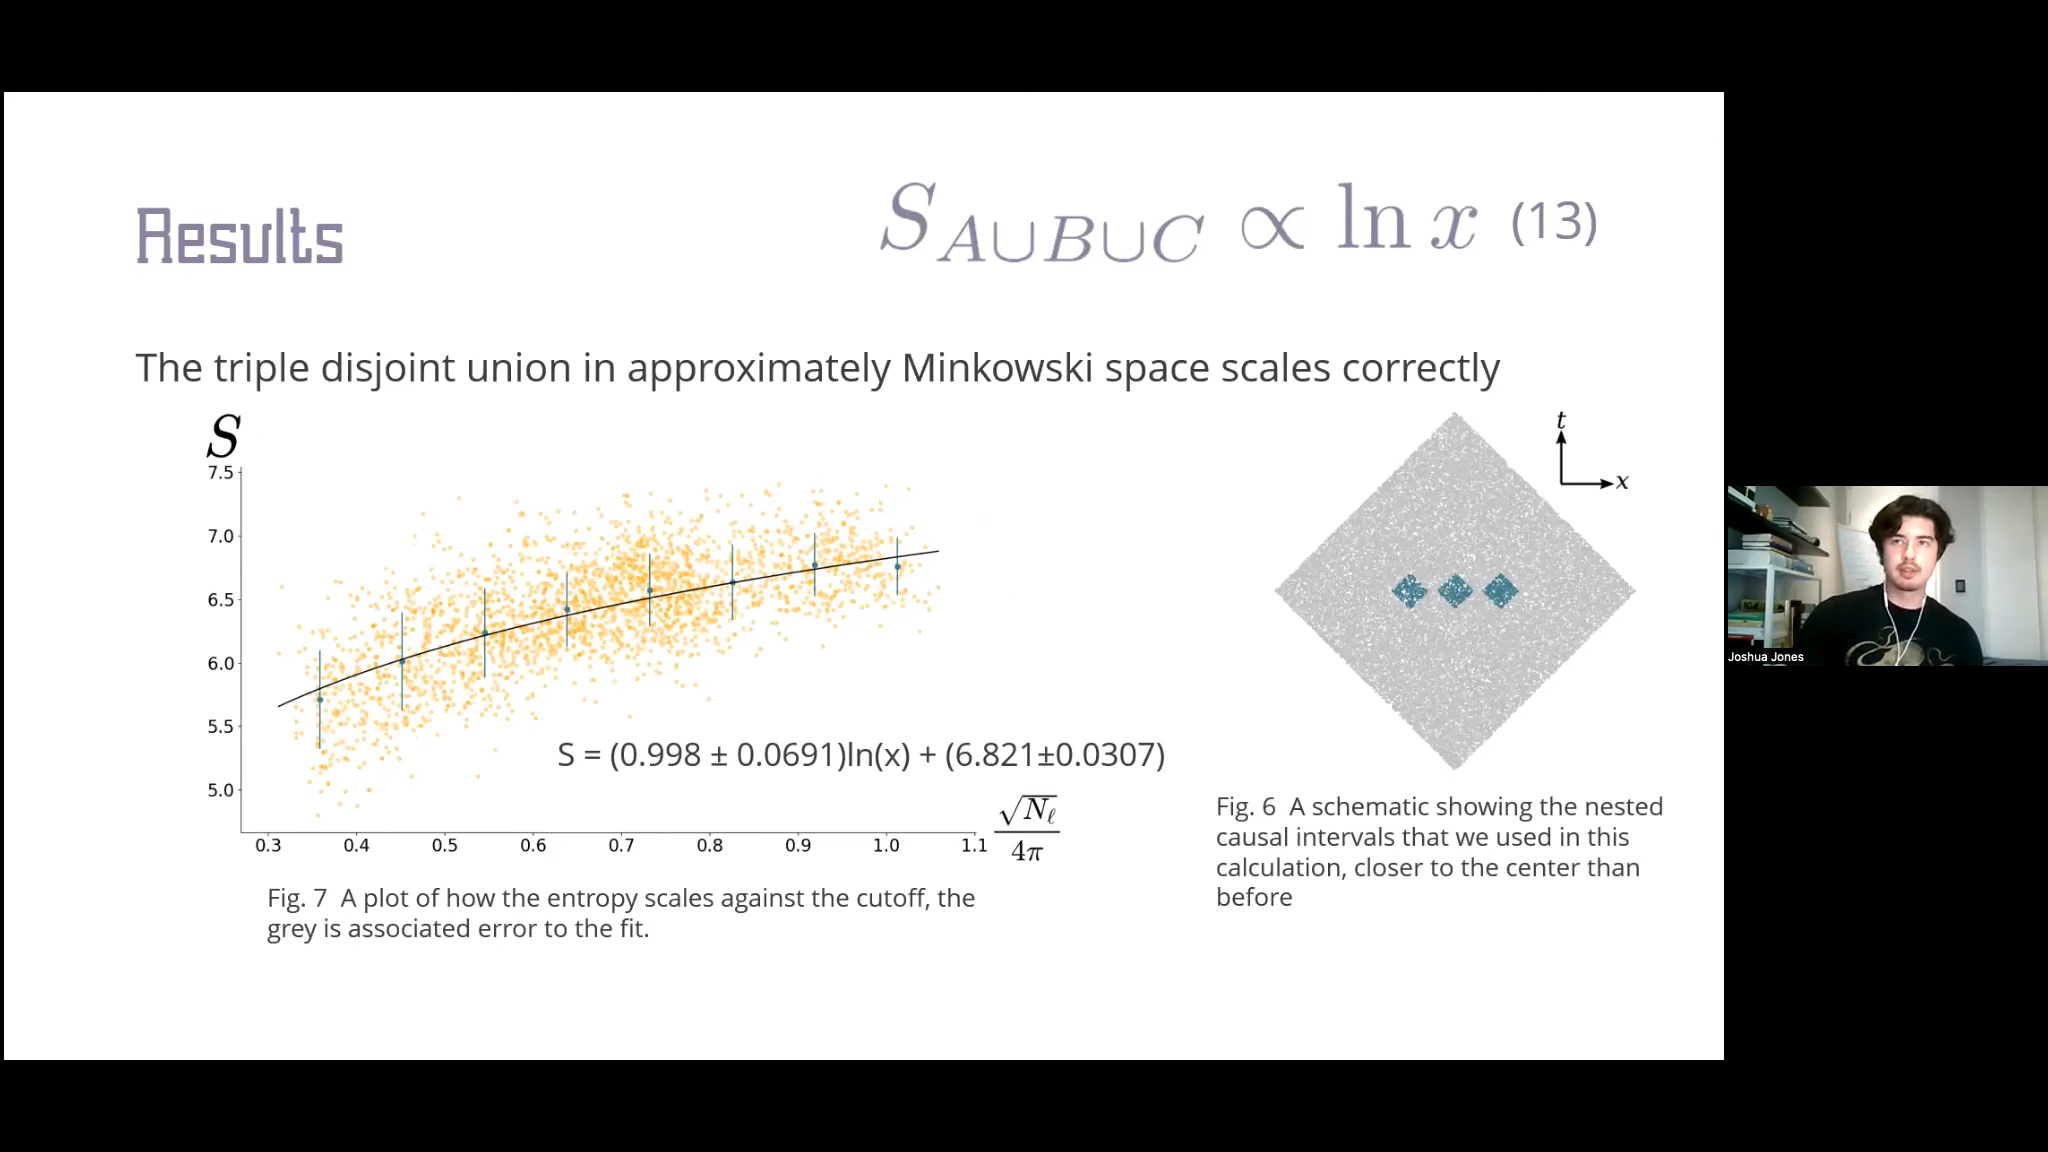 Results
S_{A∪B∪C} ∝ ln x (13)
The triple disjoint union in approximately Minkowski space scales correctly
S
7.5
7.0
6.5
6.0
5.5
5.0
S = (0.998 ± 0.0691)ln(x) + (6.821±0.0307)
0.3 0.4 0.5 0.6 0.7 0.8 0.9 1.0 1.1
√N_ℓ
4π
Fig. 7 A plot of how the entropy scales against the cutoff, the
grey is associated error to the fit.
t
x
Fig. 6 A schematic showing the nested
causal intervals that we used in this
calculation, closer to the center than
before
Joshua Jones